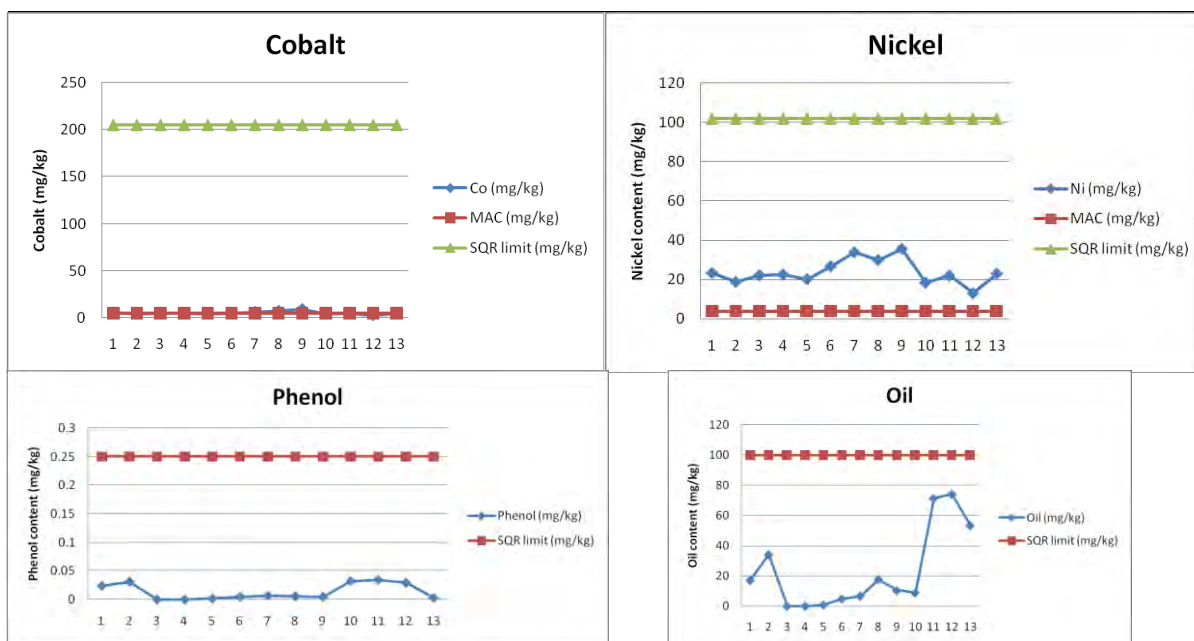 Cobalt
Cobalt (mg/kg)
250
200
150
100
50
0
1 2 3 4 5 6 7 8 9 10 11 12 13
Co (mg/kg)
MAC (mg/kg)
SQR limit (mg/kg)
Nickel
Nickel content (mg/kg)
120
100
80
60
40
20
0
1 2 3 4 5 6 7 8 9 10 11 12 13
Ni (mg/kg)
MAC (mg/kg)
SQR limit (mg/kg)
Phenol
Phenol content (mg/kg)
0.3
0.25
0.2
0.15
0.1
0.05
0
1 2 3 4 5 6 7 8 9 10 11 12 13
Phenol (mg/kg)
SQR limit (mg/kg)
Oil
Oil content (mg/kg)
120
100
80
60
40
20
0
1 2 3 4 5 6 7 8 9 10 11 12 13
Oil (mg/kg)
SQR limit (mg/kg)